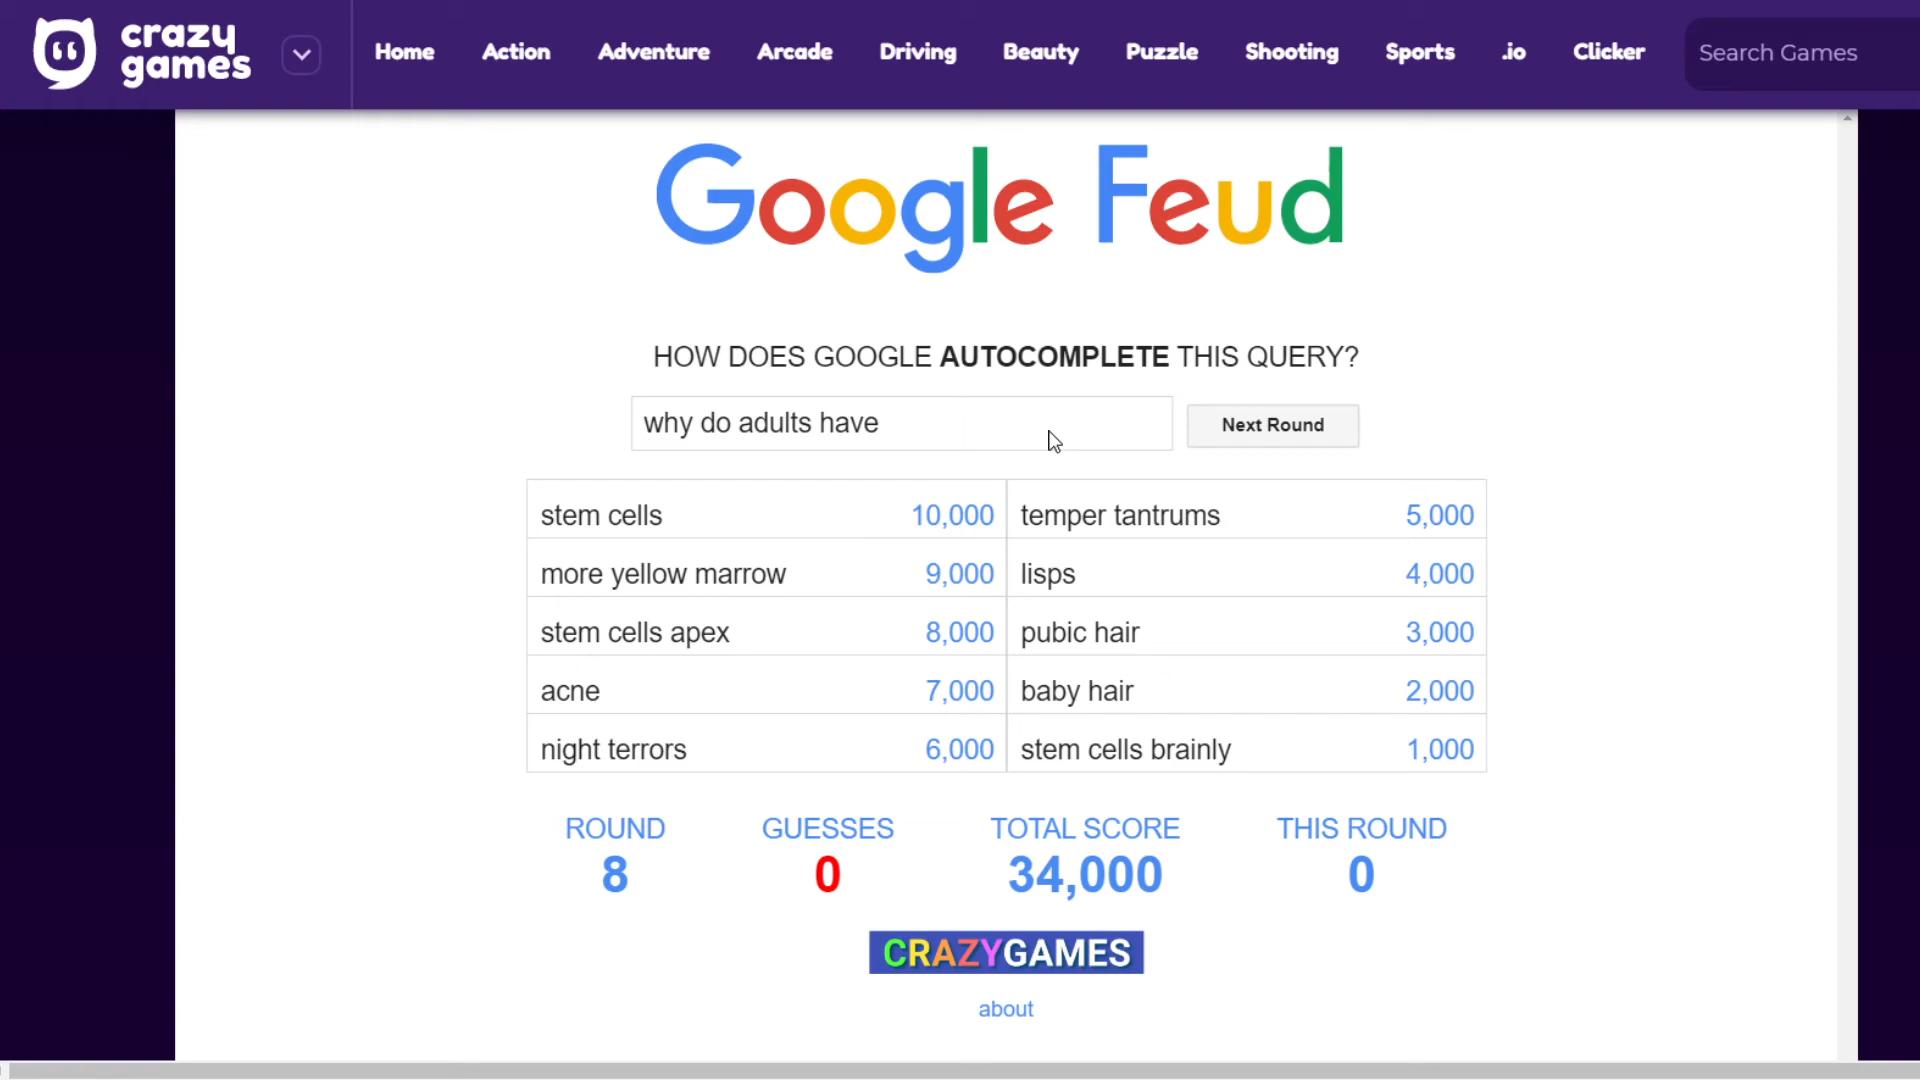 crazy games
Home Action Adventure Arcade Driving Beauty Puzzle Shooting Sports .io Clicker Search Games
Google Feud
HOW DOES GOOGLE AUTOCOMPLETE THIS QUERY?
why do adults have Next Round
stem cells 10,000 temper tantrums 5,000
more yellow marrow 9,000 lisps 4,000
stem cells apex 8,000 pubic hair 3,000
acne 7,000 baby hair 2,000
night terrors 6,000 stem cells brainly 1,000
ROUND GUESSES TOTAL SCORE THIS ROUND
8 0 34,000 0
CRAZYGAMES
about